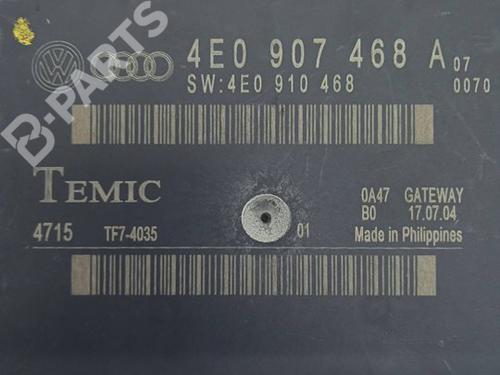 4E0 907 468 A 07
SW:4E0 910 468 0070
B-PARTS
TEMIC
0A47 GATEWAY
B0 17.07.04
4715 TF7-4035 01 Made in Philippines